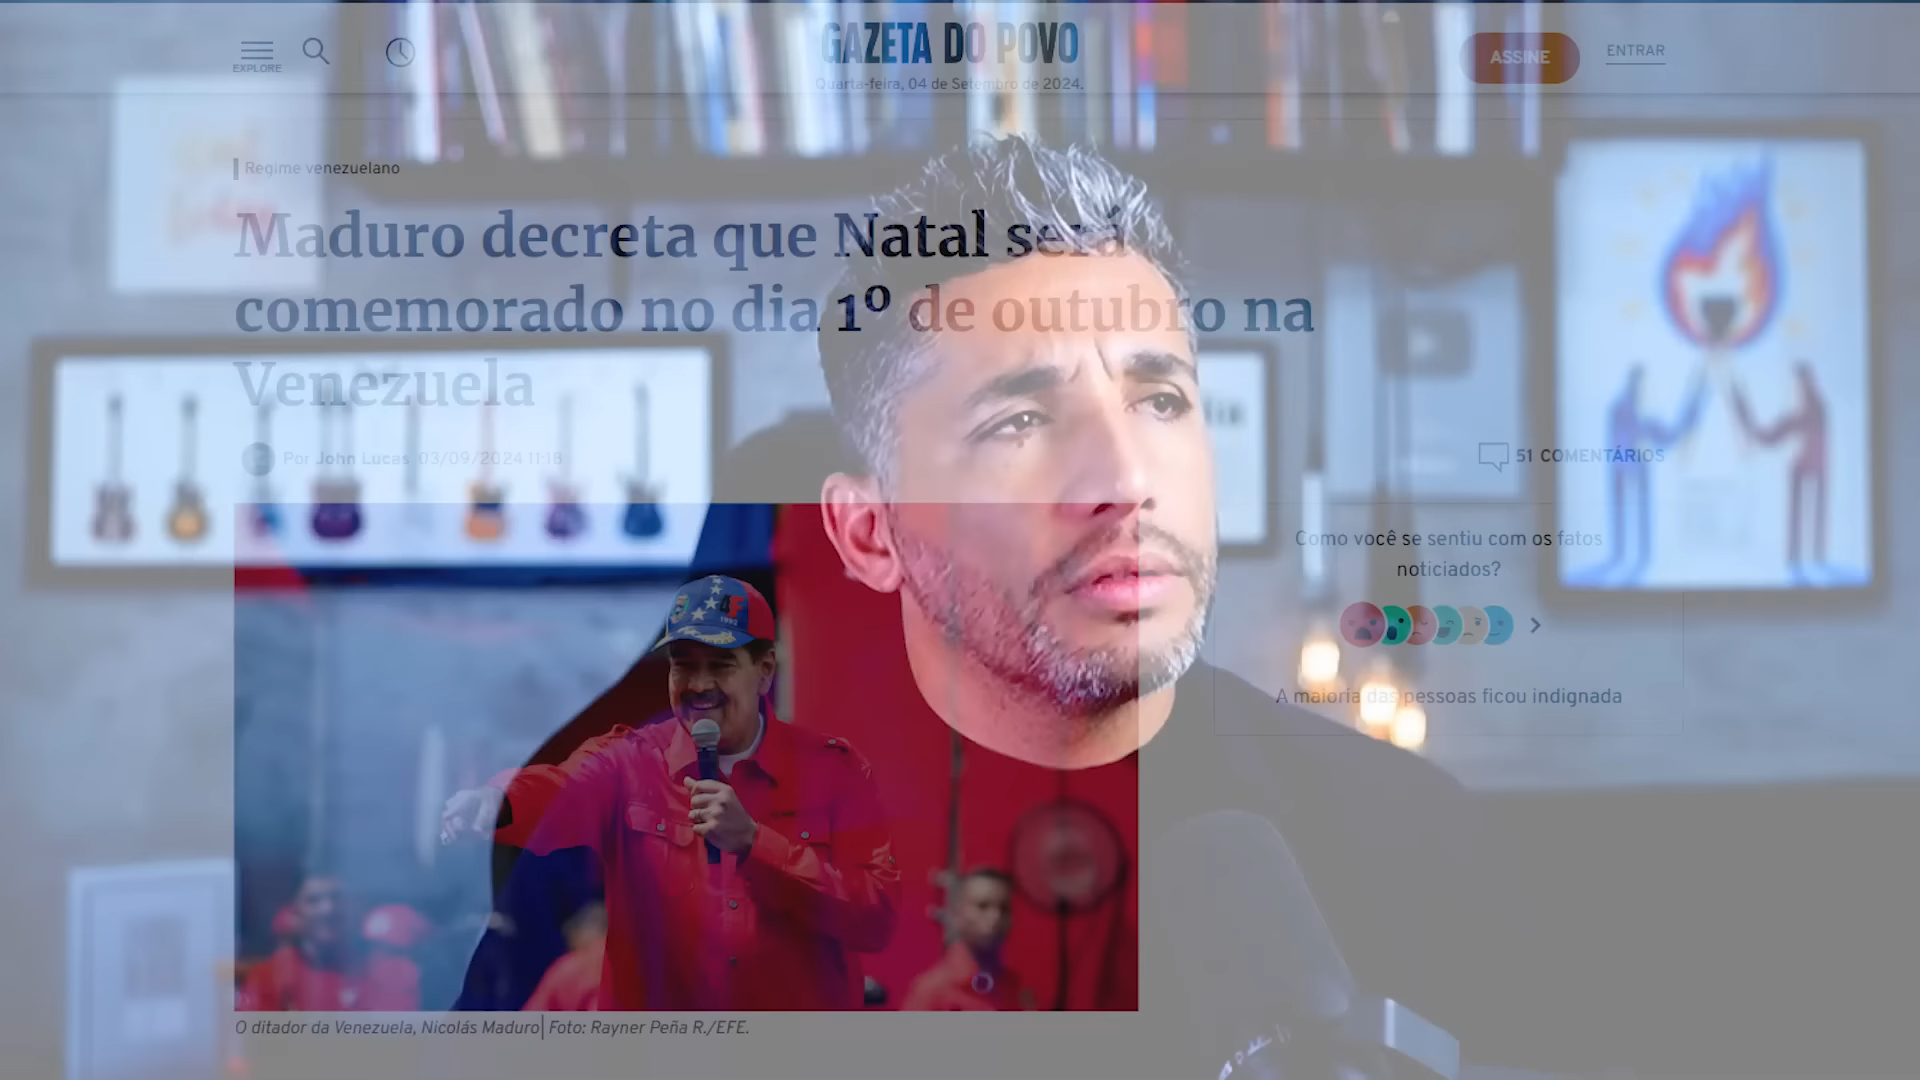 GAZETA DO POVO
EXPLORE
ASSINE
ENTRAR
Quarta-feira, 04 de Setembro de 2024.
Regime venezuelano
Maduro decreta que Natal será
comemorado no dia 1º de outubro na
Venezuela
Por John Lucas 03/09/2024 11:18
51 COMENTÁRIOS
Como você se sentiu com os fatos
noticiados?
A maioria das pessoas ficou indignada
4F
1992
O ditador da Venezuela, Nicolás Maduro| Foto: Rayner Peña R./EFE.